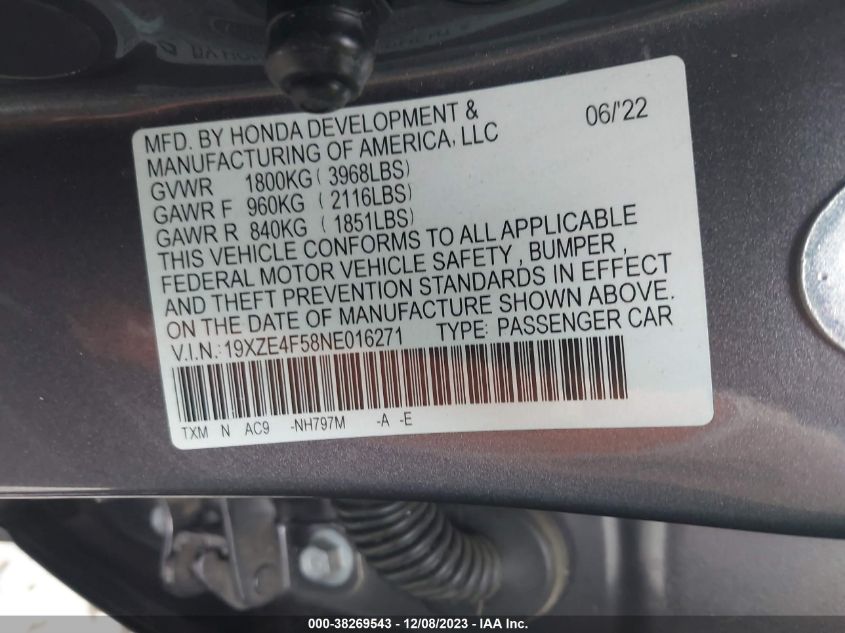 MFD. BY HONDA DEVELOPMENT & 06/'22
MANUFACTURING OF AMERICA, LLC
GVWR 1800KG ( 3968LBS)
GAWR F 960KG ( 2116LBS)
GAWR R 840KG ( 1851LBS)
THIS VEHICLE CONFORMS TO ALL APPLICABLE
FEDERAL MOTOR VEHICLE SAFETY , BUMPER ,
AND THEFT PREVENTION STANDARDS IN EFFECT
ON THE DATE OF MANUFACTURE SHOWN ABOVE.
V.I.N.: 19XZE4F58NE016271 TYPE: PASSENGER CAR
TXM N AC9 -NH797M -A -E
000-38269543 - 12/08/2023 - IAA Inc.